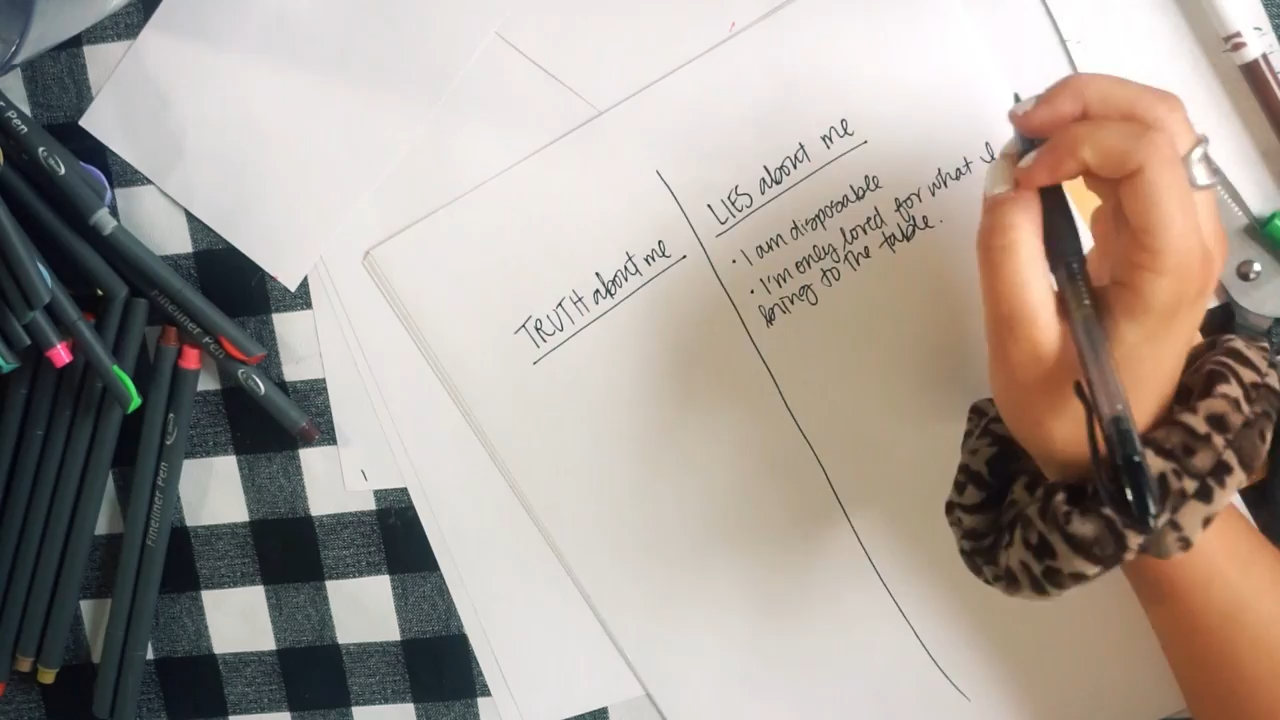 TRUTH about me
LIES about me
· I am disposable
· I'm only loved for what I
bring to the table.
Pen
Fineliner Pen
Fineliner Pen